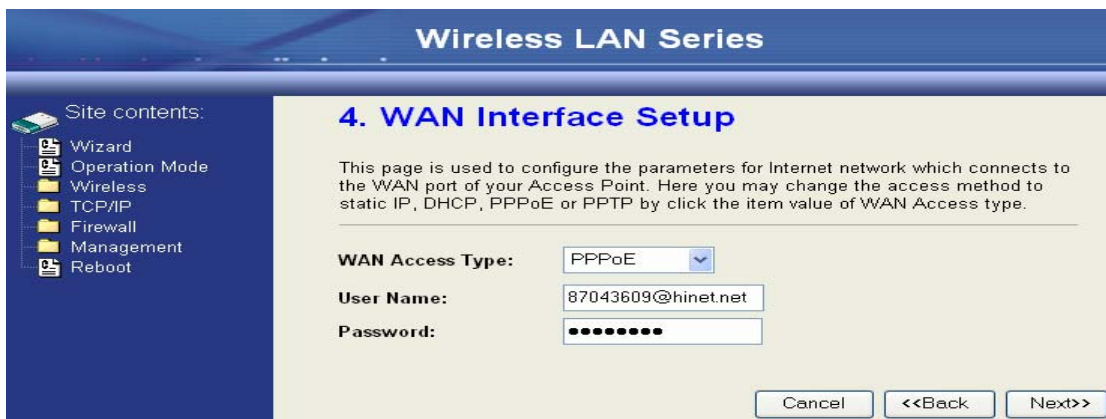 Wireless LAN Series
Site contents:
Wizard
Operation Mode
Wireless
TCP/IP
Firewall
Management
Reboot
4. WAN Interface Setup
This page is used to configure the parameters for Internet network which connects to
the WAN port of your Access Point. Here you may change the access method to
static IP, DHCP, PPPoE or PPTP by click the item value of WAN Access type.
WAN Access Type: PPPoE
User Name: 87043609@hinet.net
Password: ●●●●●●●●
Cancel <<Back Next>>